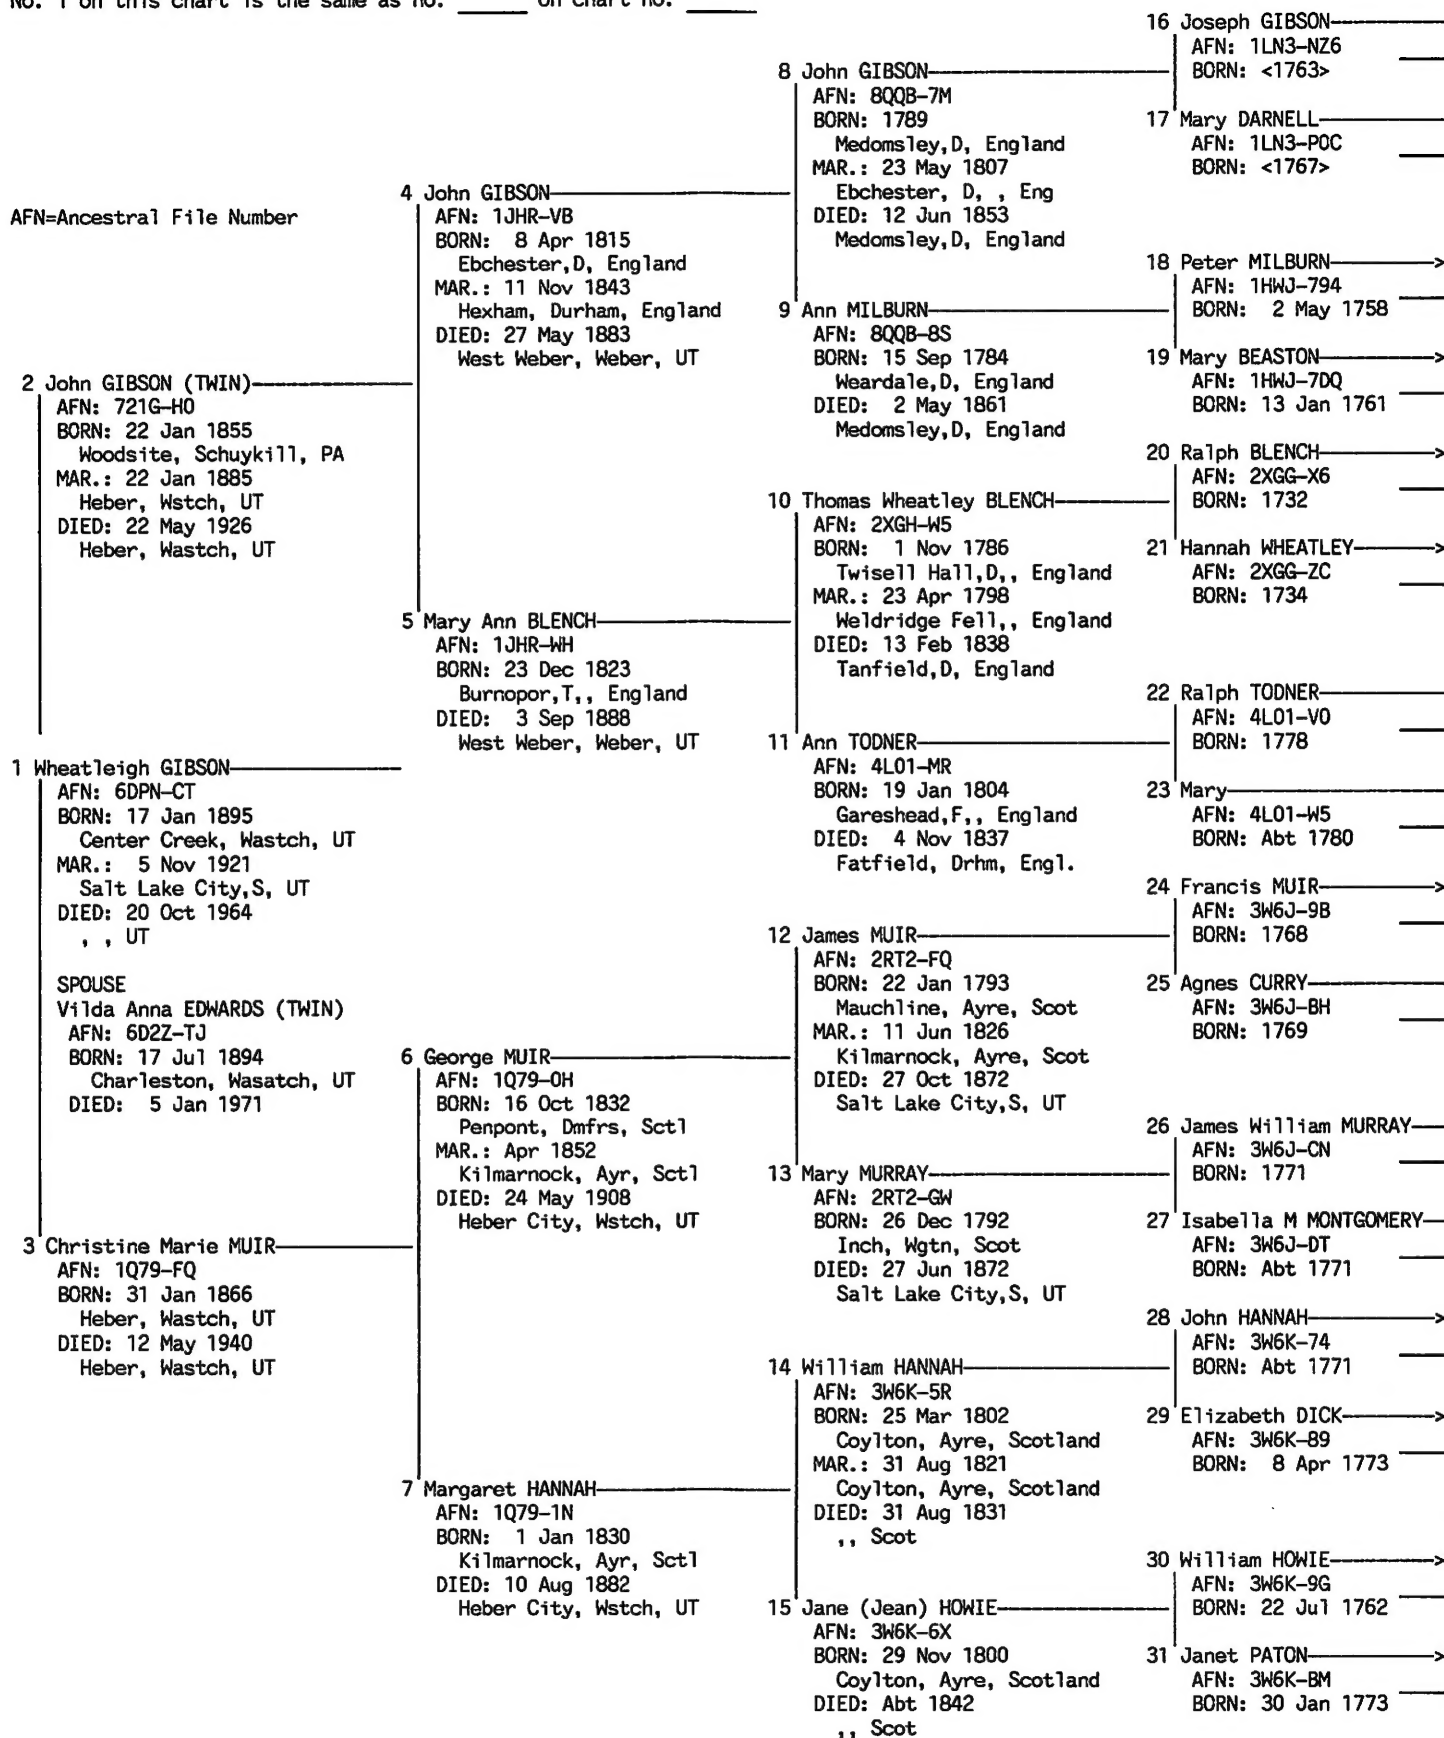 No. 1 on this chart is the same as no. _____ on chart no. _____
AFN=Ancestral File Number
1 Wheatleigh GIBSON
AFN: 6DPN-CT
BORN: 17 Jan 1895
Center Creek, Wastch, UT
MAR.: 5 Nov 1921
Salt Lake City,S, UT
DIED: 20 Oct 1964
, , UT
SPOUSE
Vilda Anna EDWARDS (TWIN)
AFN: 6D2Z-TJ
BORN: 17 Jul 1894
Charleston, Wasatch, UT
DIED: 5 Jan 1971
2 John GIBSON (TWIN)
AFN: 721G-H0
BORN: 22 Jan 1855
Woodsite, Schuykill, PA
MAR.: 22 Jan 1885
Heber, Wstch, UT
DIED: 22 May 1926
Heber, Wastch, UT
3 Christine Marie MUIR
AFN: 1Q79-FQ
BORN: 31 Jan 1866
Heber, Wastch, UT
DIED: 12 May 1940
Heber, Wastch, UT
4 John GIBSON
AFN: 1JHR-VB
BORN: 8 Apr 1815
Ebchester,D, England
MAR.: 11 Nov 1843
Hexham, Durham, England
DIED: 27 May 1883
West Weber, Weber, UT
5 Mary Ann BLENCH
AFN: 1JHR-WH
BORN: 23 Dec 1823
Burnopor,T,, England
DIED: 3 Sep 1888
West Weber, Weber, UT
6 George MUIR
AFN: 1Q79-0H
BORN: 16 Oct 1832
Penpont, Dmfrs, Sctl
MAR.: Apr 1852
Kilmarnock, Ayr, Sctl
DIED: 24 May 1908
Heber City, Wstch, UT
7 Margaret HANNAH
AFN: 1Q79-1N
BORN: 1 Jan 1830
Kilmarnock, Ayr, Sctl
DIED: 10 Aug 1882
Heber City, Wstch, UT
8 John GIBSON
AFN: 8QQB-7M
BORN: 1789
Medomsley,D, England
MAR.: 23 May 1807
Ebchester, D, , Eng
DIED: 12 Jun 1853
Medomsley,D, England
9 Ann MILBURN
AFN: 8QQB-8S
BORN: 15 Sep 1784
Weardale,D, England
DIED: 2 May 1861
Medomsley,D, England
10 Thomas Wheatley BLENCH
AFN: 2XGH-W5
BORN: 1 Nov 1786
Twisell Hall,D,, England
MAR.: 23 Apr 1798
Weldridge Fell,, England
DIED: 13 Feb 1838
Tanfield,D, England
11 Ann TODNER
AFN: 4L01-MR
BORN: 19 Jan 1804
Gareshead,F,, England
DIED: 4 Nov 1837
Fatfield, Drhm, Engl.
12 James MUIR
AFN: 2RT2-FQ
BORN: 22 Jan 1793
Mauchline, Ayre, Scot
MAR.: 11 Jun 1826
Kilmarnock, Ayre, Scot
DIED: 27 Oct 1872
Salt Lake City,S, UT
13 Mary MURRAY
AFN: 2RT2-GW
BORN: 26 Dec 1792
Inch, Wgtn, Scot
DIED: 27 Jun 1872
Salt Lake City,S, UT
14 William HANNAH
AFN: 3W6K-5R
BORN: 25 Mar 1802
Coylton, Ayre, Scotland
MAR.: 31 Aug 1821
Coylton, Ayre, Scotland
DIED: 31 Aug 1831
,, Scot
15 Jane (Jean) HOWIE
AFN: 3W6K-6X
BORN: 29 Nov 1800
Coylton, Ayre, Scotland
DIED: Abt 1842
,, Scot
16 Joseph GIBSON
AFN: 1LN3-NZ6
BORN: <1763>
17 Mary DARNELL
AFN: 1LN3-P0C
BORN: <1767>
18 Peter MILBURN
AFN: 1HWJ-794
BORN: 2 May 1758
19 Mary BEASTON
AFN: 1HWJ-7DQ
BORN: 13 Jan 1761
20 Ralph BLENCH
AFN: 2XGG-X6
BORN: 1732
21 Hannah WHEATLEY
AFN: 2XGG-ZC
BORN: 1734
22 Ralph TODNER
AFN: 4L01-V0
BORN: 1778
23 Mary
AFN: 4L01-W5
BORN: Abt 1780
24 Francis MUIR
AFN: 3W6J-9B
BORN: 1768
25 Agnes CURRY
AFN: 3W6J-BH
BORN: 1769
26 James William MURRAY
AFN: 3W6J-CN
BORN: 1771
27 Isabella M MONTGOMERY
AFN: 3W6J-DT
BORN: Abt 1771
28 John HANNAH
AFN: 3W6K-74
BORN: Abt 1771
29 Elizabeth DICK
AFN: 3W6K-89
BORN: 8 Apr 1773
30 William HOWIE
AFN: 3W6K-9G
BORN: 22 Jul 1762
31 Janet PATON
AFN: 3W6K-BM
BORN: 30 Jan 1773